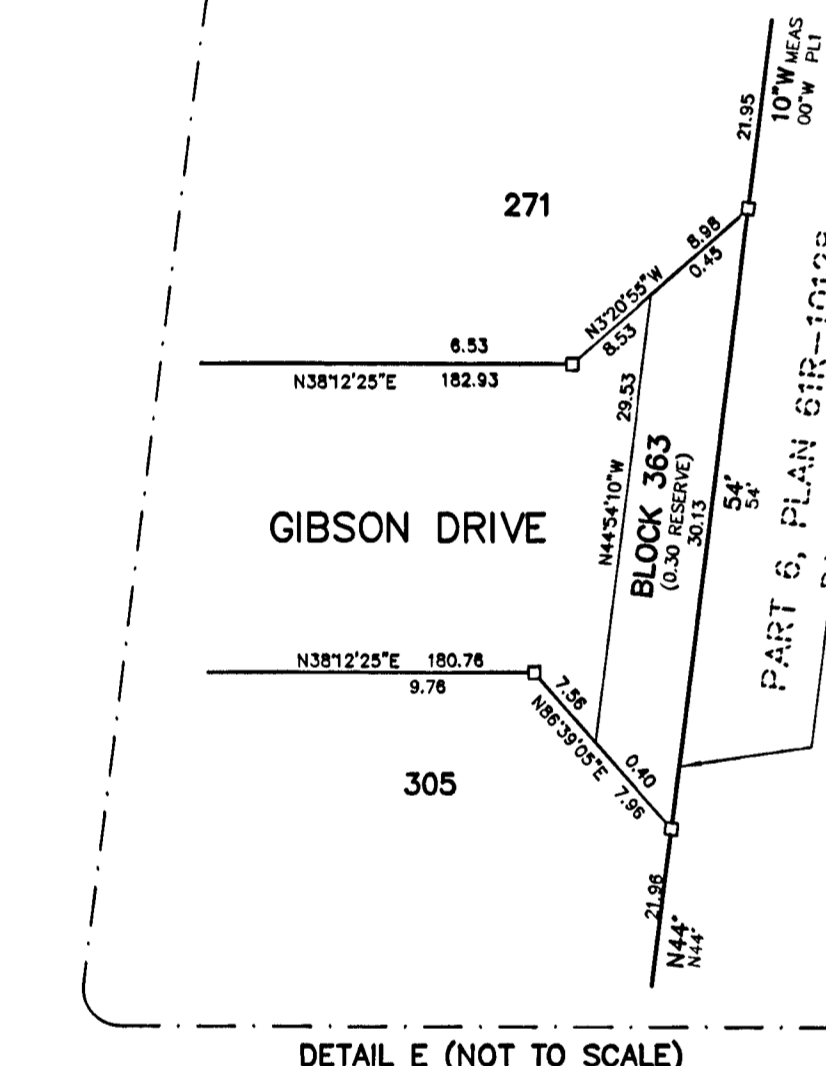 10"W MEAS
00"W PL1
21.95
271
8.98
0.45
N3°20'55"W
8.53
6.53
N38°12'25"E 182.93
29.53
N44°54'10"W
BLOCK 363
(0.30 RESERVE)
30.13
54'
54'
PART 6, PLAN 61R-
GIBSON DRIVE
N38°12'25"E 180.76
9.76
7.56
N86°39'05"E 7.96
0.40
305
21.96
N44°
N44°
DETAIL E (NOT TO SCALE)